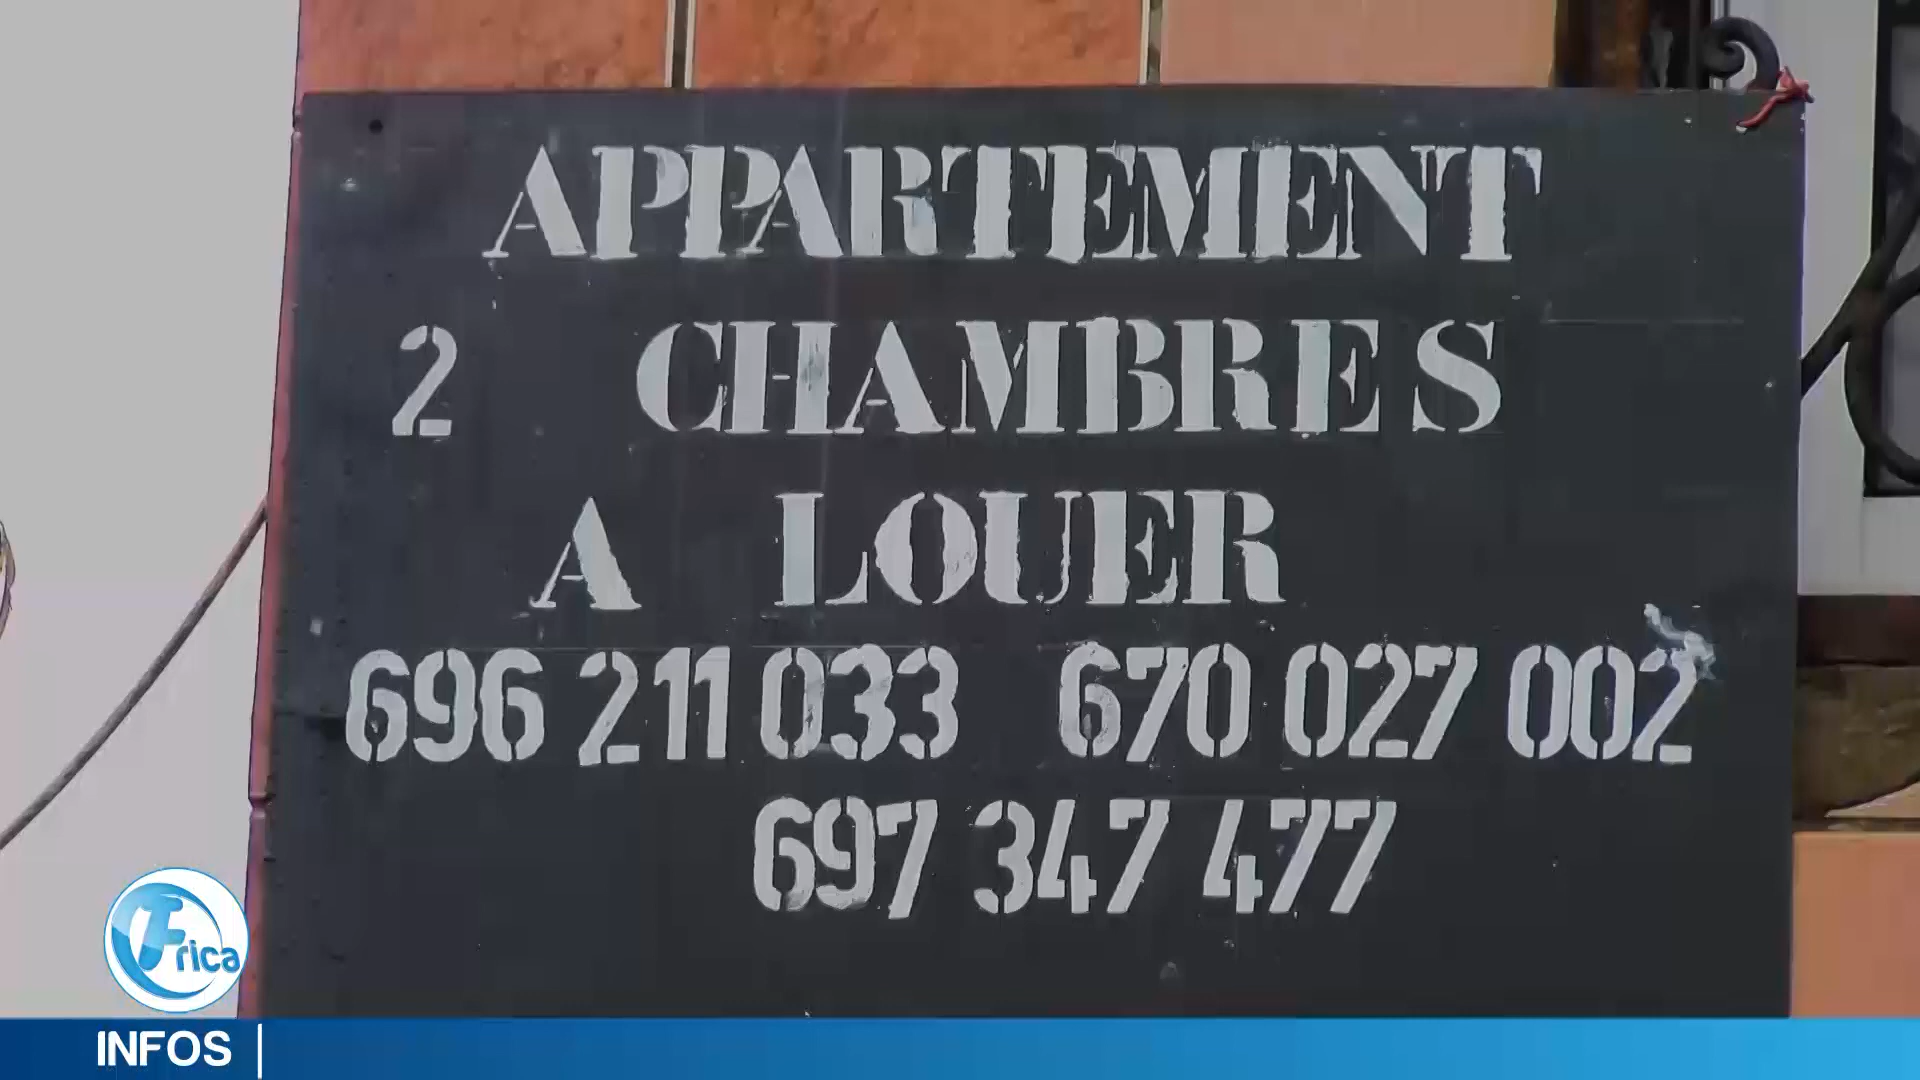 APPARTEMENT
2 CHAMBRES
A LOUER
696 211 033 670 027 002
697 347 477
Frica
INFOS